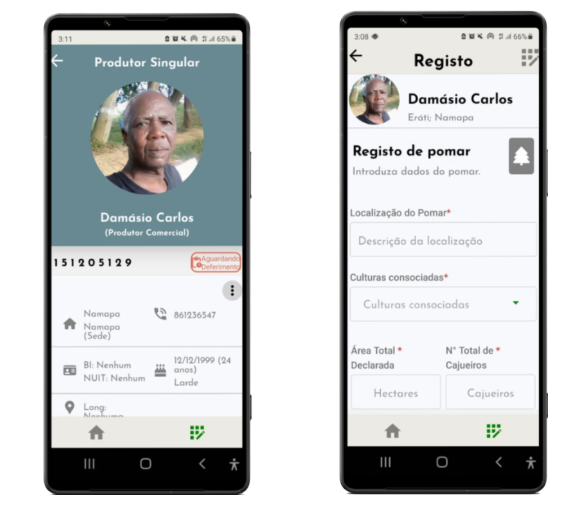 3:11
65%
Produtor Singular
Damásio Carlos
(Produtor Comercial)
151205129
Aguardando
Deferimento
Namapa
Namapa
(Sede)
861236547
BI: Nenhum
NUIT: Nenhum
12/12/1999 (24
anos)
Larde
Long:
Nenhuma
3:08
66%
Registo
Damásio Carlos
Eráti; Namapa
Registo de pomar
Introduza dados do pomar.
Localização do Pomar*
Descrição da localização
Culturas consociadas*
Culturas consociadas
Área Total *
Declarada
N° Total de *
Cajueiros
Hectares
Cajueiros